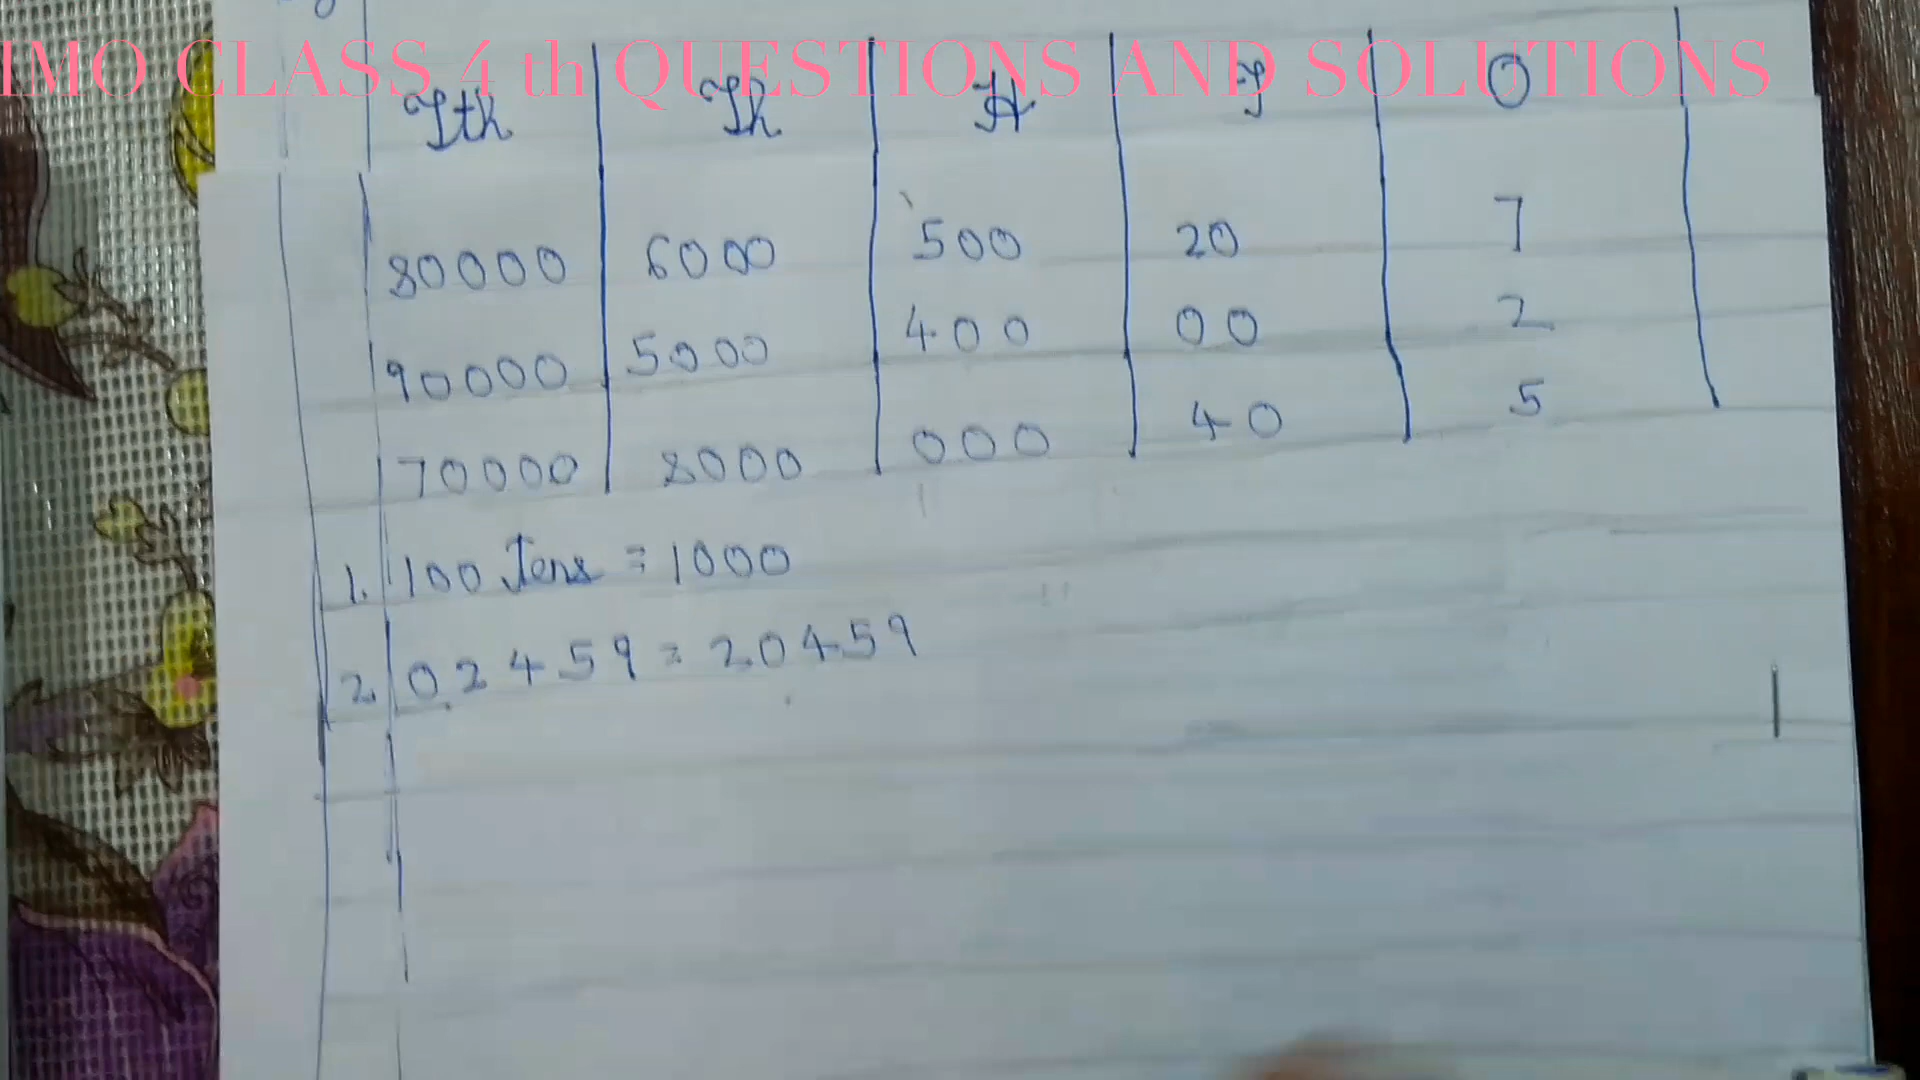 IMO CLASS 4 th QUESTIONS AND SOLUTIONS
Tth Th H T O
80000 6000 500 20 7
90000 5000 400 00 2
70000 8000 000 40 5
1. 100 Tens = 1000
2. 02459 = 20459